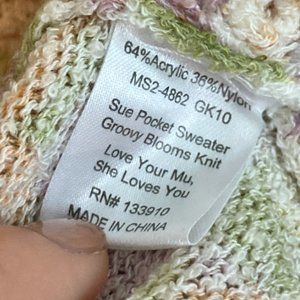 64%Acrylic 36%Nylon
MS2-4862 GK10
Sue Pocket Sweater
Groovy Blooms Knit
Love Your Mu,
She Loves You
RN# 133910
MADE IN CHINA